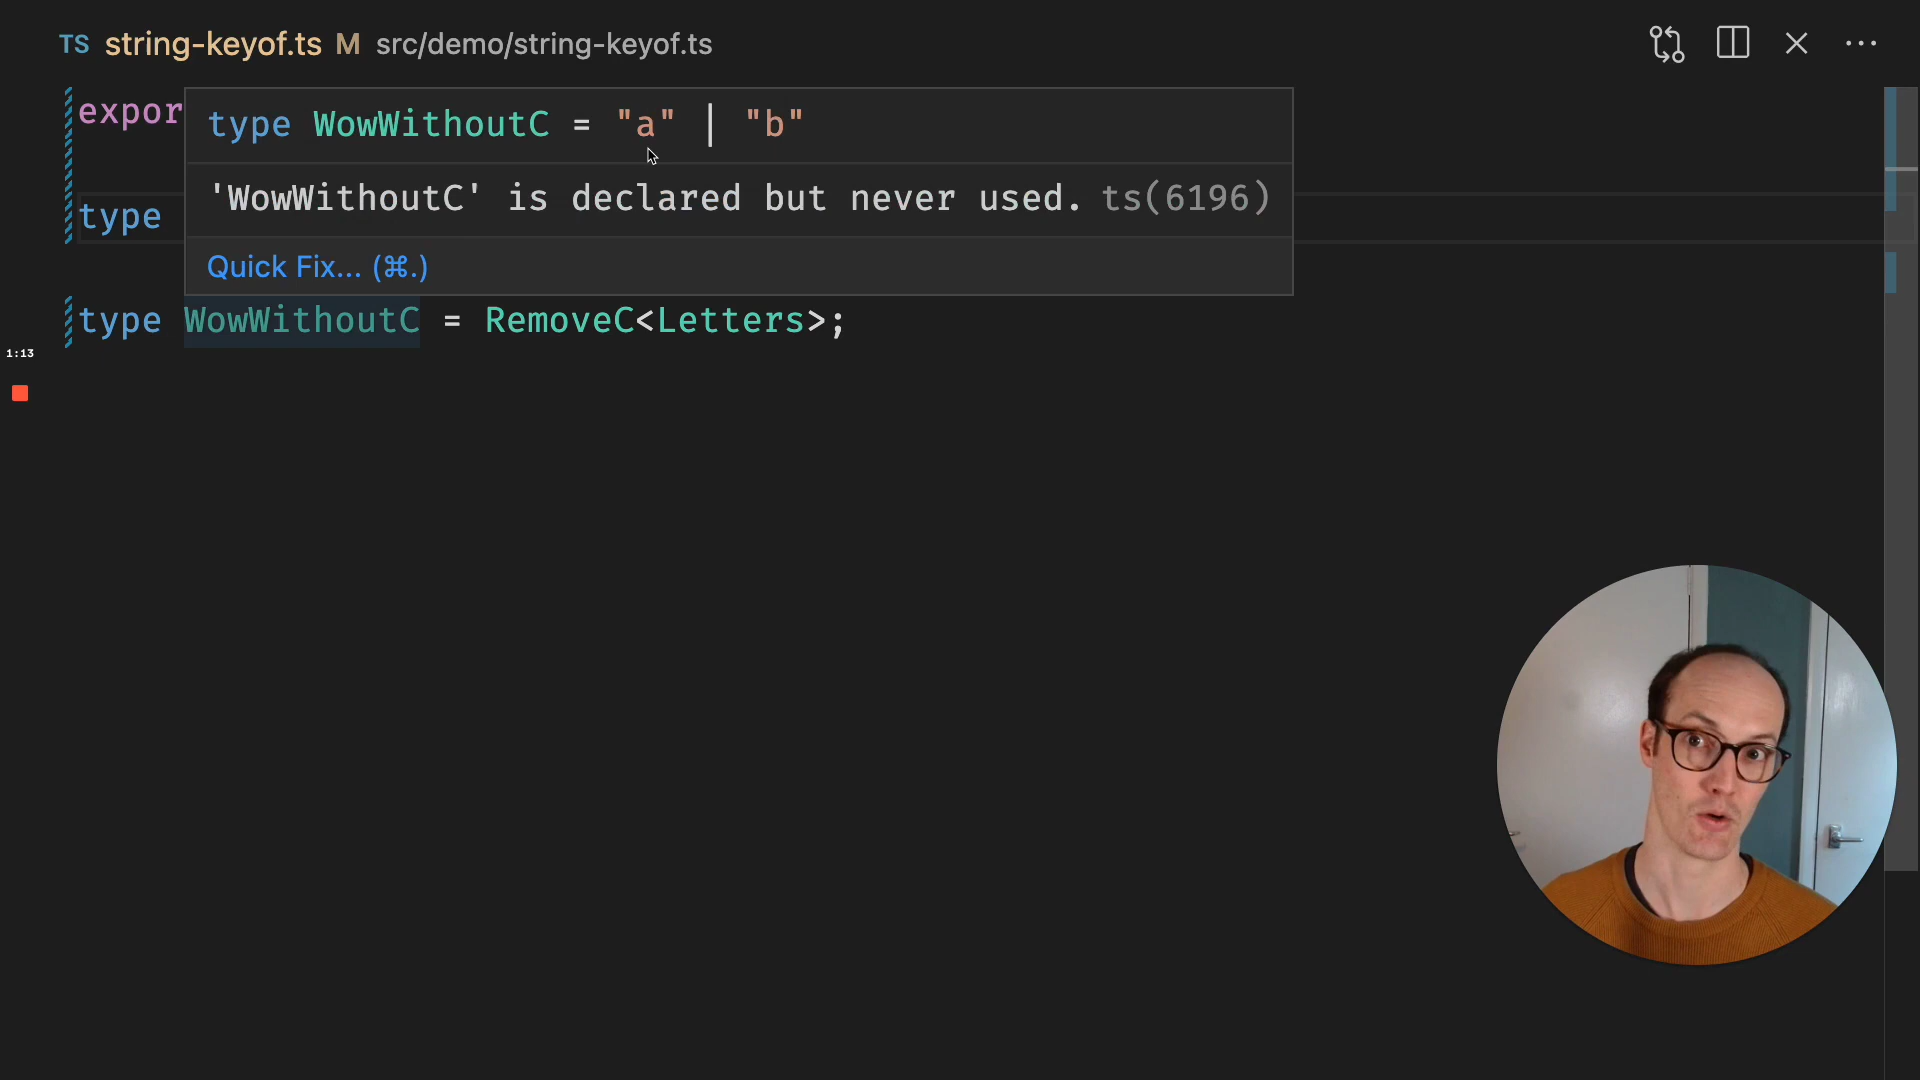 TS string-keyof.ts M src/demo/string-keyof.ts
expor
type WowWithoutC = "a" | "b"
'WowWithoutC' is declared but never used. ts(6196)
type
Quick Fix... (⌘.)
type WowWithoutC = RemoveC<Letters>;
1:13